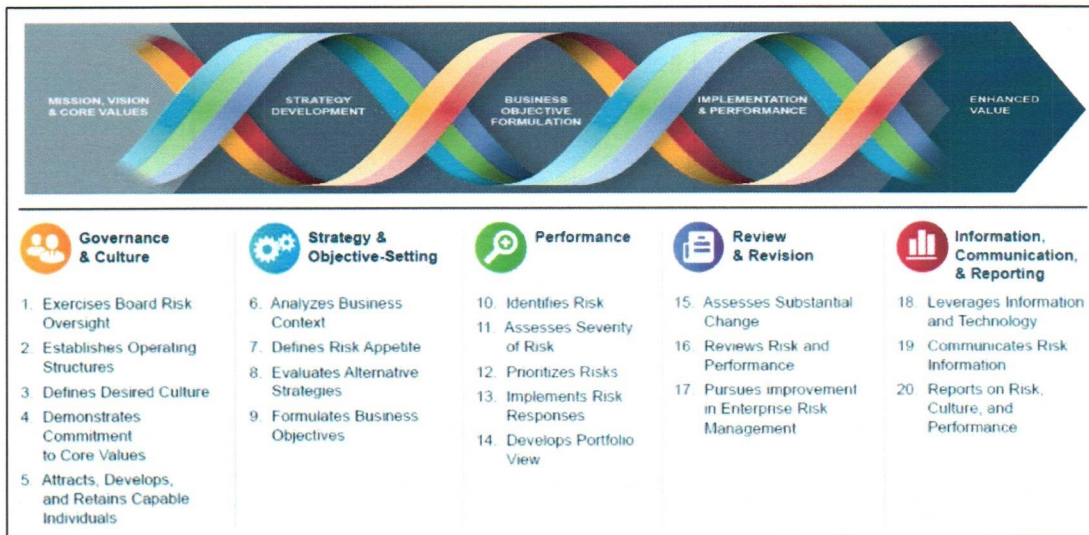 MISSION, VISION
& CORE VALUES
STRATEGY
DEVELOPMENT
BUSINESS
OBJECTIVE
FORMULATION
IMPLEMENTATION
& PERFORMANCE
ENHANCED
VALUE
Governance
& Culture
1. Exercises Board Risk
Oversight
2. Establishes Operating
Structures
3. Defines Desired Culture
4. Demonstrates
Commitment
to Core Values
5. Attracts, Develops,
and Retains Capable
Individuals
Strategy &
Objective-Setting
6. Analyzes Business
Context
7. Defines Risk Appetite
8. Evaluates Alternative
Strategies
9. Formulates Business
Objectives
Performance
10. Identifies Risk
11. Assesses Severity
of Risk
12. Prioritizes Risks
13. Implements Risk
Responses
14. Develops Portfolio
View
Review
& Revision
15. Assesses Substantial
Change
16. Reviews Risk and
Performance
17. Pursues improvement
in Enterprise Risk
Management
Information,
Communication,
& Reporting
18. Leverages Information
and Technology
19. Communicates Risk
Information
20. Reports on Risk,
Culture, and
Performance